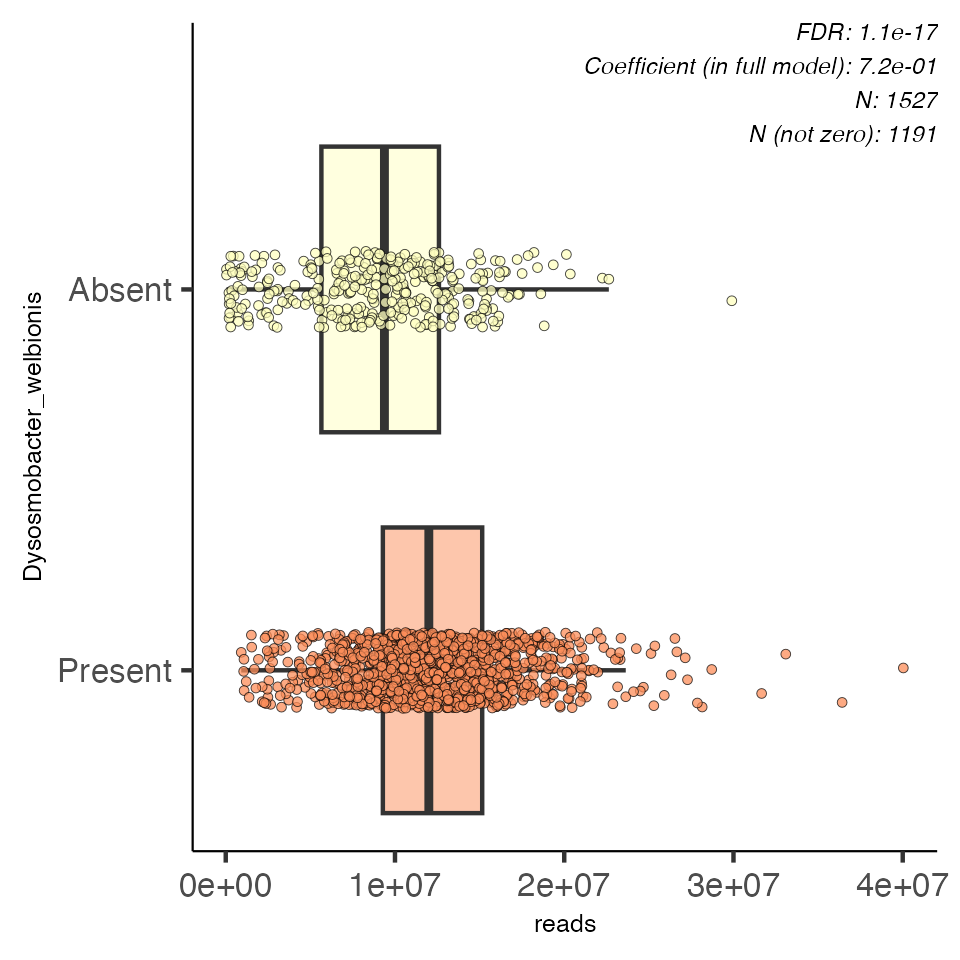 FDR: 1.1e-17
Coefficient (in full model): 7.2e-01
N: 1527
N (not zero): 1191
Dysosmobacter_welbionis
Absent
Present
0e+00 1e+07 2e+07 3e+07 4e+07
reads